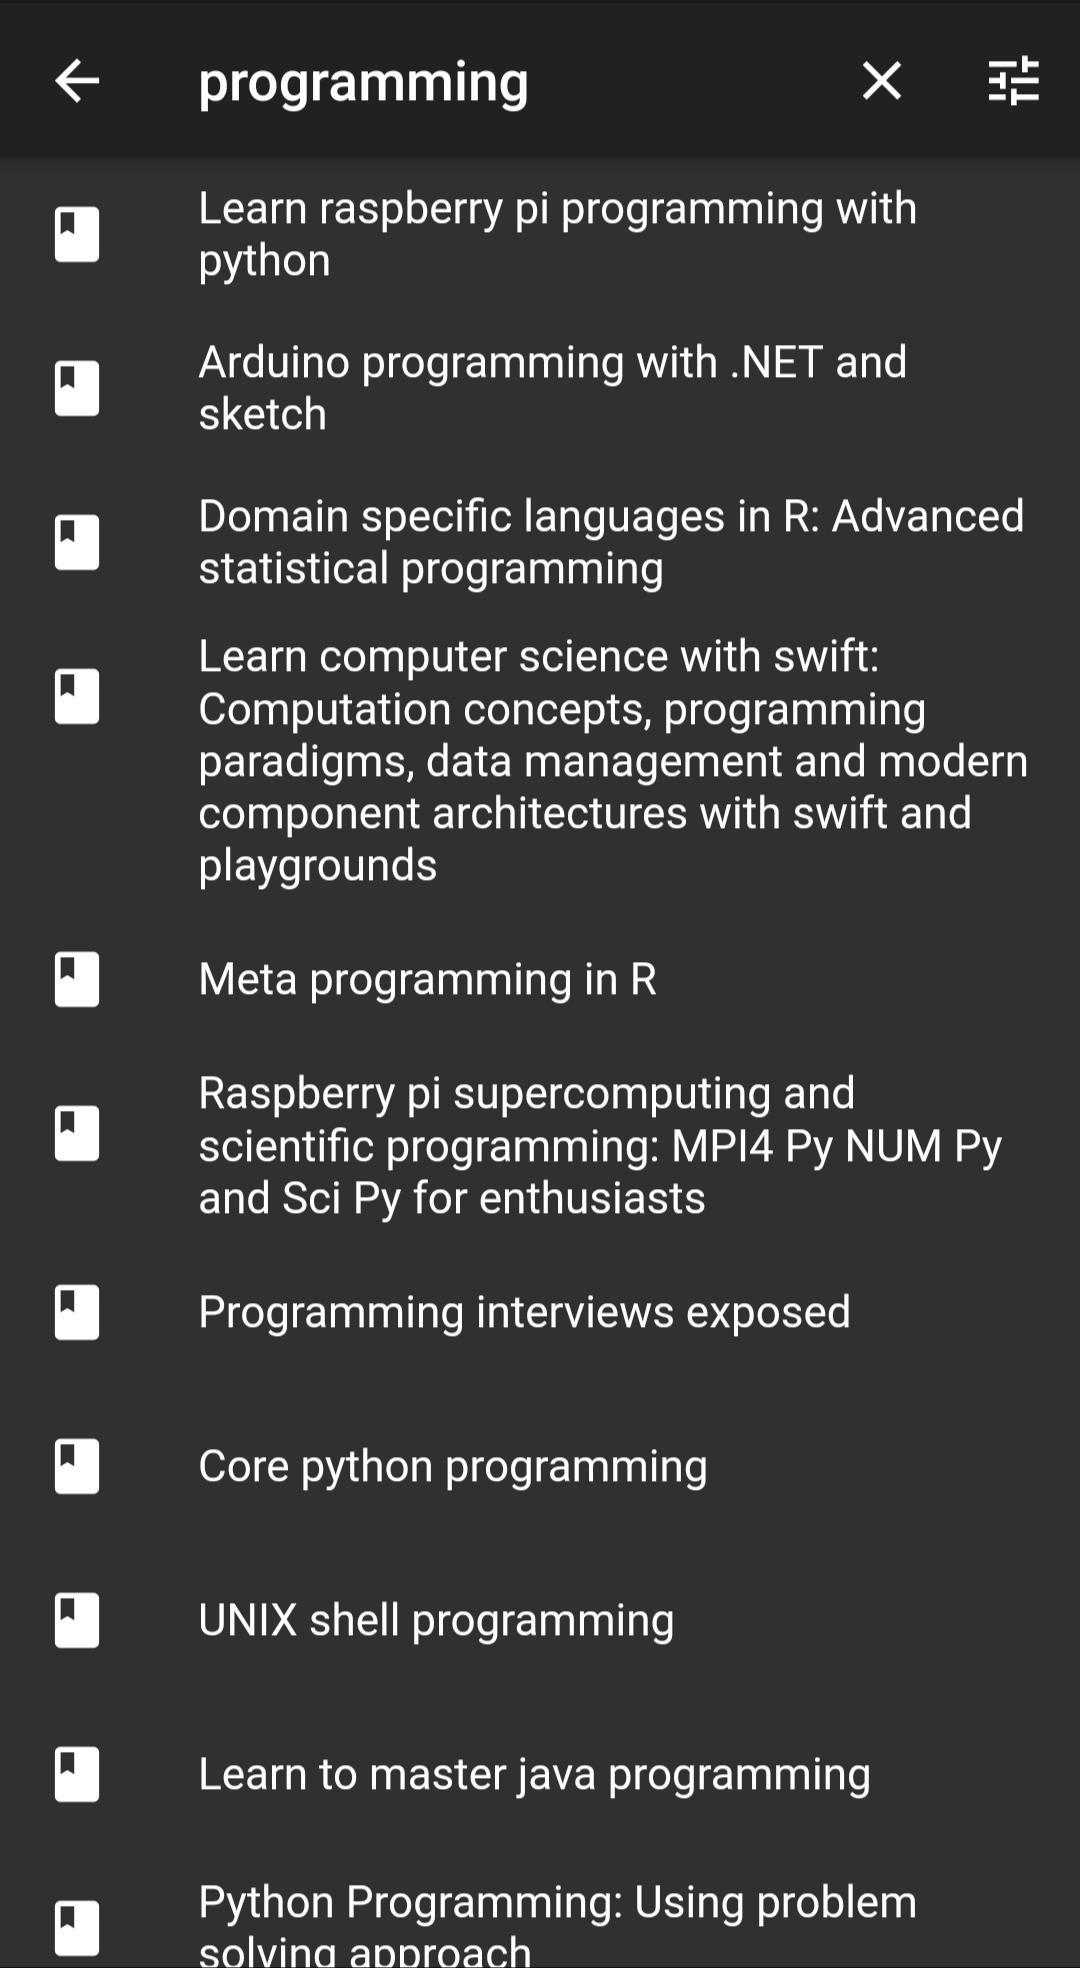 programming
Learn raspberry pi programming with
python
Arduino programming with .NET and
sketch
Domain specific languages in R: Advanced
statistical programming
Learn computer science with swift:
Computation concepts, programming
paradigms, data management and modern
component architectures with swift and
playgrounds
Meta programming in R
Raspberry pi supercomputing and
scientific programming: MPI4 Py NUM Py
and Sci Py for enthusiasts
Programming interviews exposed
Core python programming
UNIX shell programming
Learn to master java programming
Python Programming: Using problem
solving approach